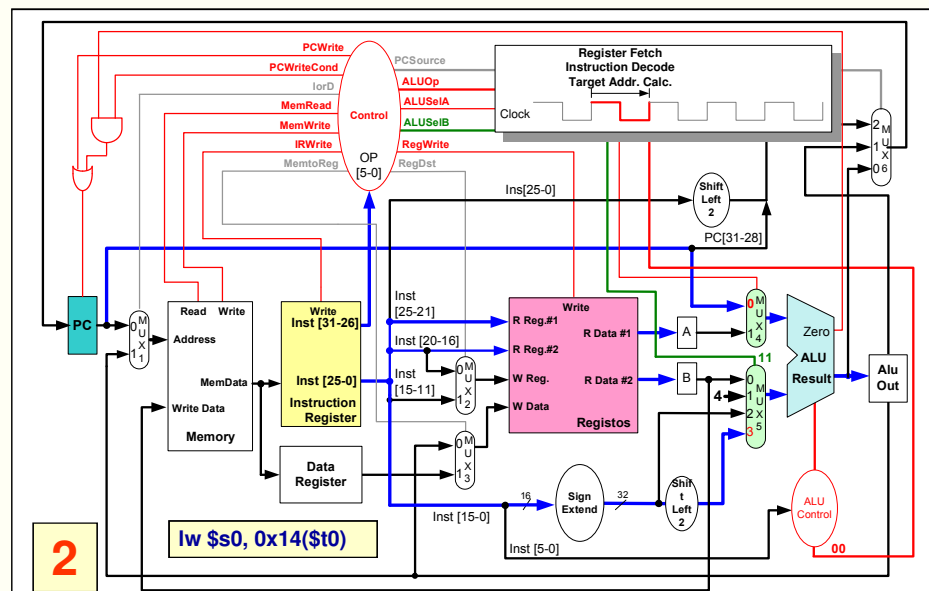 PCWrite
PCWriteCond
IorD
MemRead
MemWrite
IRWrite
MemtoReg
Control
OP
[5-0]
PCSource
ALUOp
ALUSelA
ALUSelB
RegWrite
RegDst
Register Fetch
Instruction Decode
Target Addr. Calc.
Clock
2
1
0
M
U
X
6
Ins[25-0]
Shift
Left
2
PC[31-28]
PC
0
1
M
U
X
1
Read Write
Address
MemData
Write Data
Memory
Write
Inst [31-26]
Inst [25-0]
Instruction
Register
Data
Register
Inst
[25-21]
Inst [20-16]
Inst
[15-11]
0
1
M
U
X
2
0
1
M
U
X
3
Write
R Reg.#1
R Reg.#2
W Reg.
W Data
R Data #1
R Data #2
Registos
A
B
0
1
M
U
X
4
11
4
0
1
2
3
M
U
X
5
Zero
ALU
Result
Alu
Out
Inst [15-0]
16
Sign
Extend
32
Shif
t
Left
2
Inst [5-0]
ALU
Control
00
2
lw $s0, 0x14($t0)